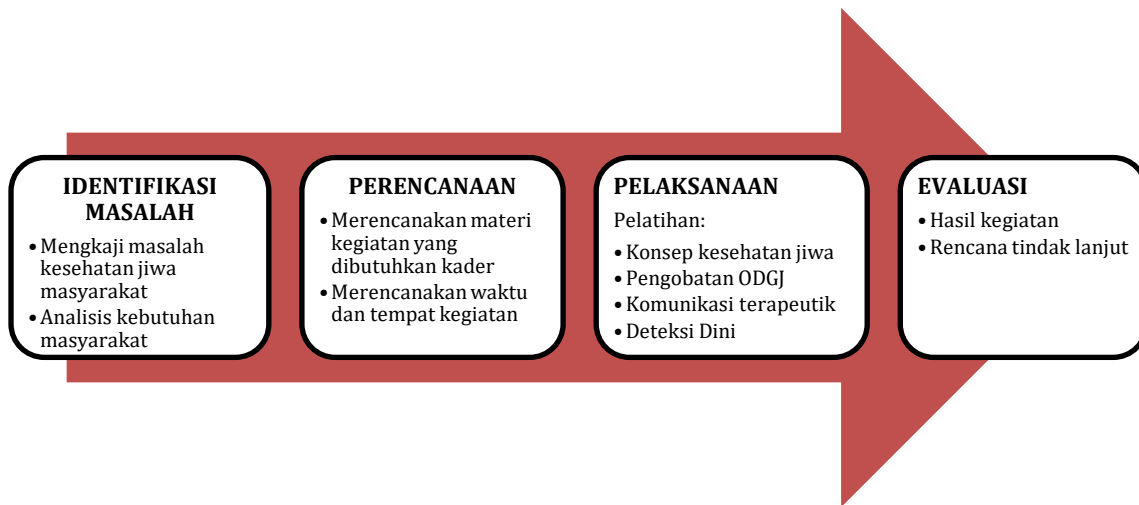 IDENTIFIKASI
MASALAH
• Mengkaji masalah
kesehatan jiwa
masyarakat
• Analisis kebutuhan
masyarakat
PERENCANAAN
• Merencanakan materi
kegiatan yang
dibutuhkan kader
• Merencanakan waktu
dan tempat kegiatan
PELAKSANAAN
Pelatihan:
• Konsep kesehatan jiwa
• Pengobatan ODGJ
• Komunikasi terapeutik
• Deteksi Dini
EVALUASI
• Hasil kegiatan
• Rencana tindak lanjut